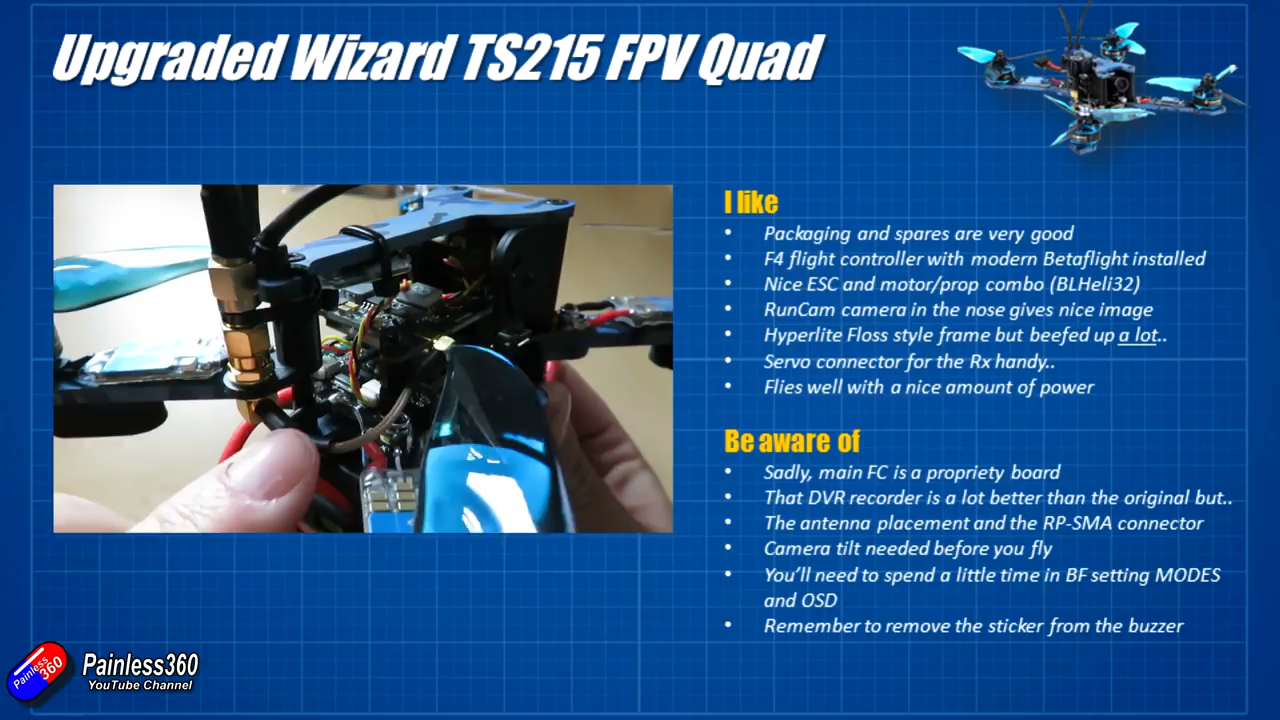 Upgraded Wizard TS215 FPV Quad
I like
• Packaging and spares are very good
• F4 flight controller with modern Betaflight installed
• Nice ESC and motor/prop combo (BLHeli32)
• RunCam camera in the nose gives nice image
• Hyperlite Floss style frame but beefed up a lot..
• Servo connector for the Rx handy..
• Flies well with a nice amount of power
Be aware of
• Sadly, main FC is a propriety board
• That DVR recorder is a lot better than the original but..
• The antenna placement and the RP-SMA connector
• Camera tilt needed before you fly
• You'll need to spend a little time in BF setting MODES
and OSD
• Remember to remove the sticker from the buzzer
Painless
360
Painless360
YouTube Channel